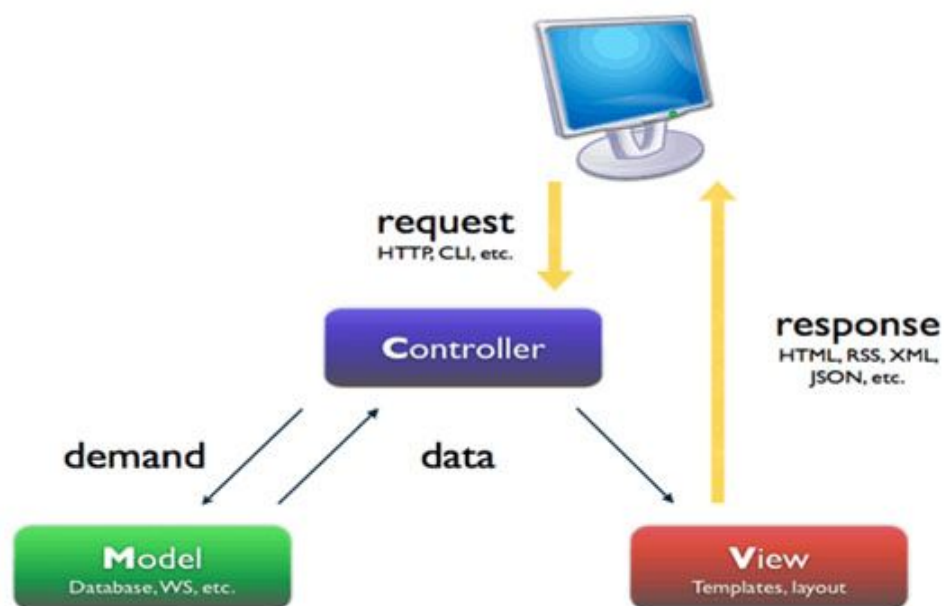 request
HTTP, CLI, etc.
Controller
response
HTML, RSS, XML,
JSON, etc.
demand
data
Model
Database, WS, etc.
View
Templates, layout